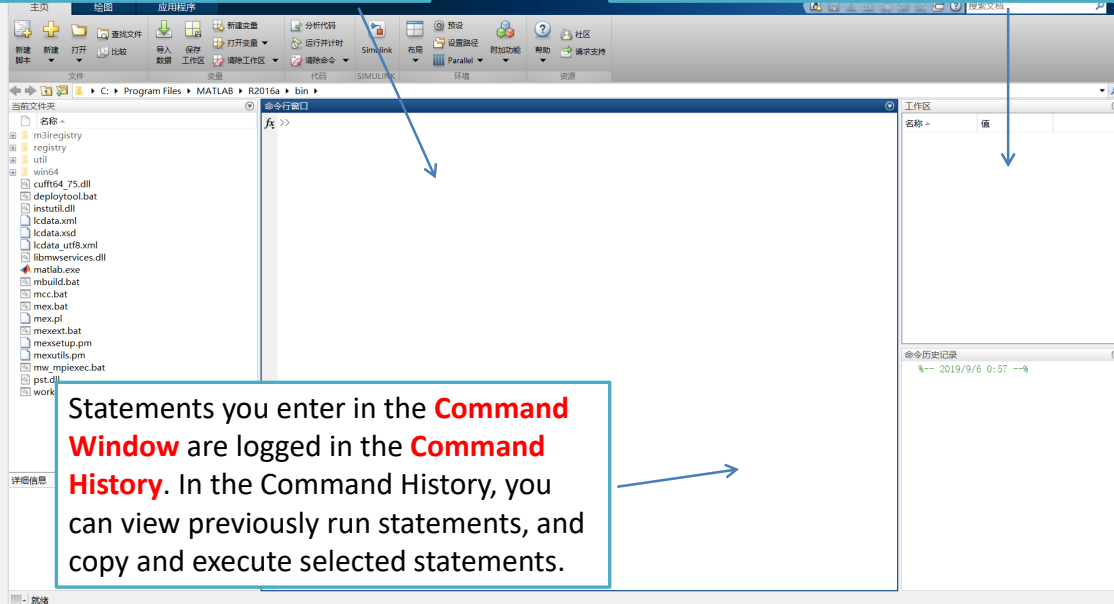 主页 绘图 应用程序
搜索文档
新建脚本 新建 打开 查找文件 比较 导入数据 保存工作区 新建变量 打开变量 清除工作区 分析代码 运行并计时 清除命令 Simulink 布局 预设 设置路径 Parallel 附加功能 帮助 社区 请求支持
文件 变量 代码 SIMULINK 环境 资源
C: Program Files MATLAB R2016a bin
当前文件夹
名称
m3iregistry
registry
util
win64
cufft64_75.dll
deploytool.bat
instutil.dll
lcdata.xml
lcdata.xsd
lcdata_utf8.xml
libmwservices.dll
matlab.exe
mbuild.bat
mcc.bat
mex.bat
mex.pl
mexext.bat
mexsetup.pm
mexutils.pm
mw_mpiexec.bat
pst.dll
work
详细信息
命令行窗口
fx >>
工作区
名称 值
命令历史记录
%-- 2019/9/6 0:57 --%
Statements you enter in the Command
Window are logged in the Command
History. In the Command History, you
can view previously run statements, and
copy and execute selected statements.
就绪